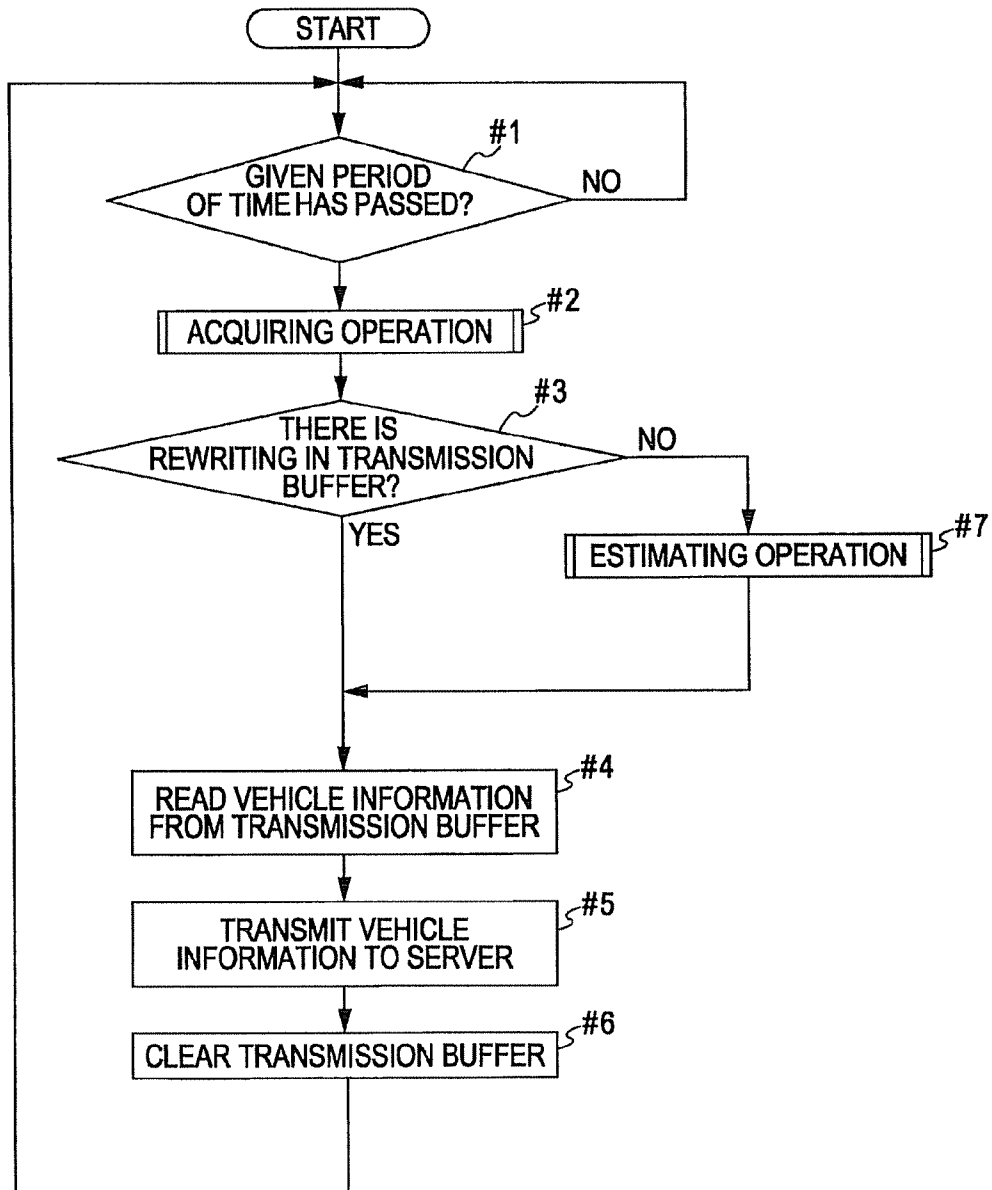 START
#1
GIVEN PERIOD
OF TIME HAS PASSED?
NO
#2
ACQUIRING OPERATION
#3
THERE IS
REWRITING IN TRANSMISSION
BUFFER?
NO
YES
#7
ESTIMATING OPERATION
#4
READ VEHICLE INFORMATION
FROM TRANSMISSION BUFFER
#5
TRANSMIT VEHICLE
INFORMATION TO SERVER
#6
CLEAR TRANSMISSION BUFFER